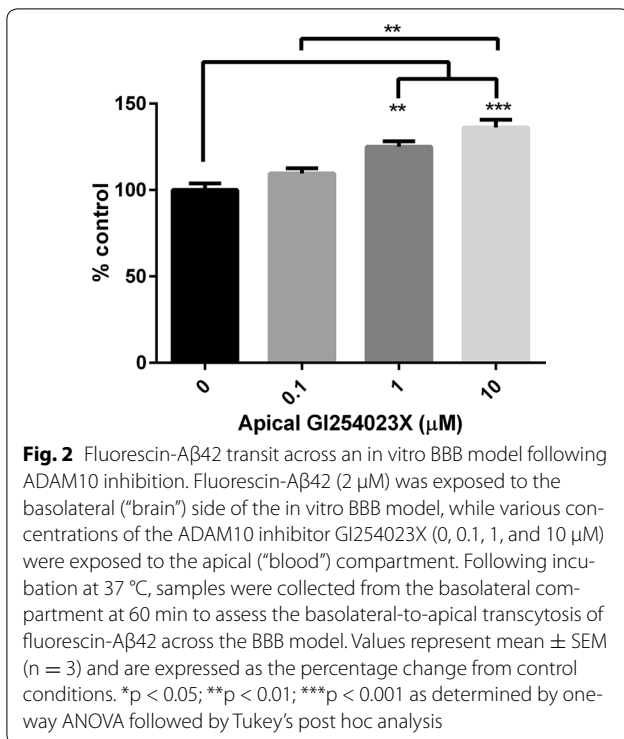 **
** ***
150
100
50
0
% control
0 0.1 1 10
Apical GI254023X (μM)
Fig. 2 Fluorescin-Aβ42 transit across an in vitro BBB model following
ADAM10 inhibition. Fluorescin-Aβ42 (2 μM) was exposed to the
basolateral (“brain”) side of the in vitro BBB model, while various con-
centrations of the ADAM10 inhibitor GI254023X (0, 0.1, 1, and 10 μM)
were exposed to the apical (“blood”) compartment. Following incu-
bation at 37 °C, samples were collected from the basolateral com-
partment at 60 min to assess the basolateral-to-apical transcytosis of
fluorescin-Aβ42 across the BBB model. Values represent mean ± SEM
(n = 3) and are expressed as the percentage change from control
conditions. *p < 0.05; **p < 0.01; ***p < 0.001 as determined by one-
way ANOVA followed by Tukey’s post hoc analysis